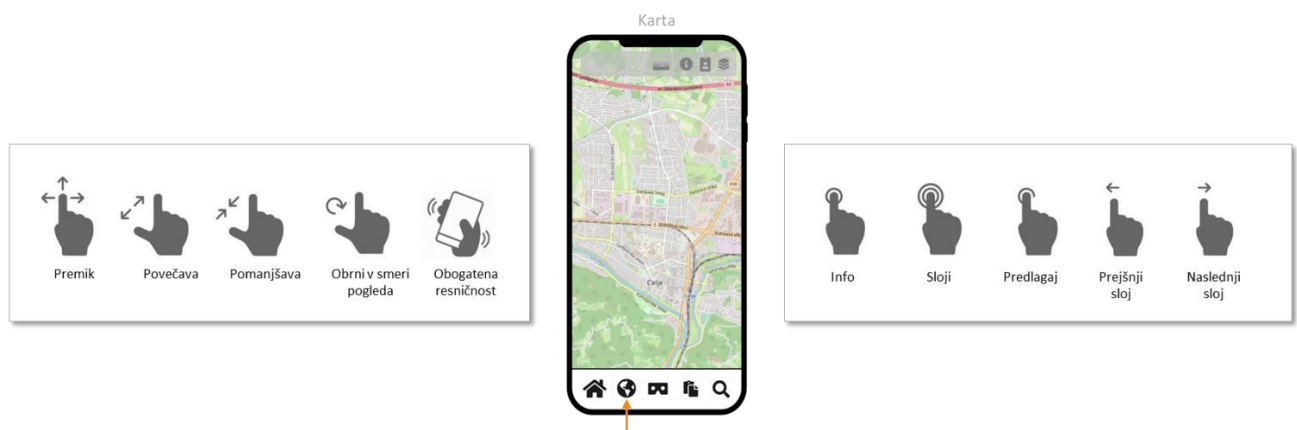 Karta
Premik
Povečava
Pomanjšava
Obrni v smeri
pogleda
Obogatena
resničnost
Celje
Info
Sloji
Predlagaj
Prejšnji
sloj
Naslednji
sloj